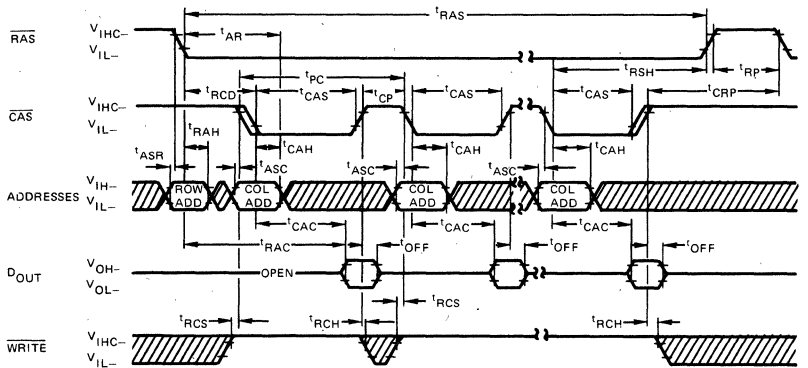 tRAS
RAS VIHC– tAR
VIL–
tPC tRSH tRP
tRCD tCAS tCP tCAS tCAS tCRP
CAS VIHC–
VIL–
tRAH tCAH tCAH tCAH
tASR tASC tASC tASC
ADDRESSES VIH– ROW ADD COL ADD COL ADD COL ADD
VIL–
tCAC tCAC tCAC
tRAC tOFF tOFF tOFF
DOUT VOH– OPEN
VOL–
tRCS
tRCS tRCH tRCH
WRITE VIHC–
VIL–